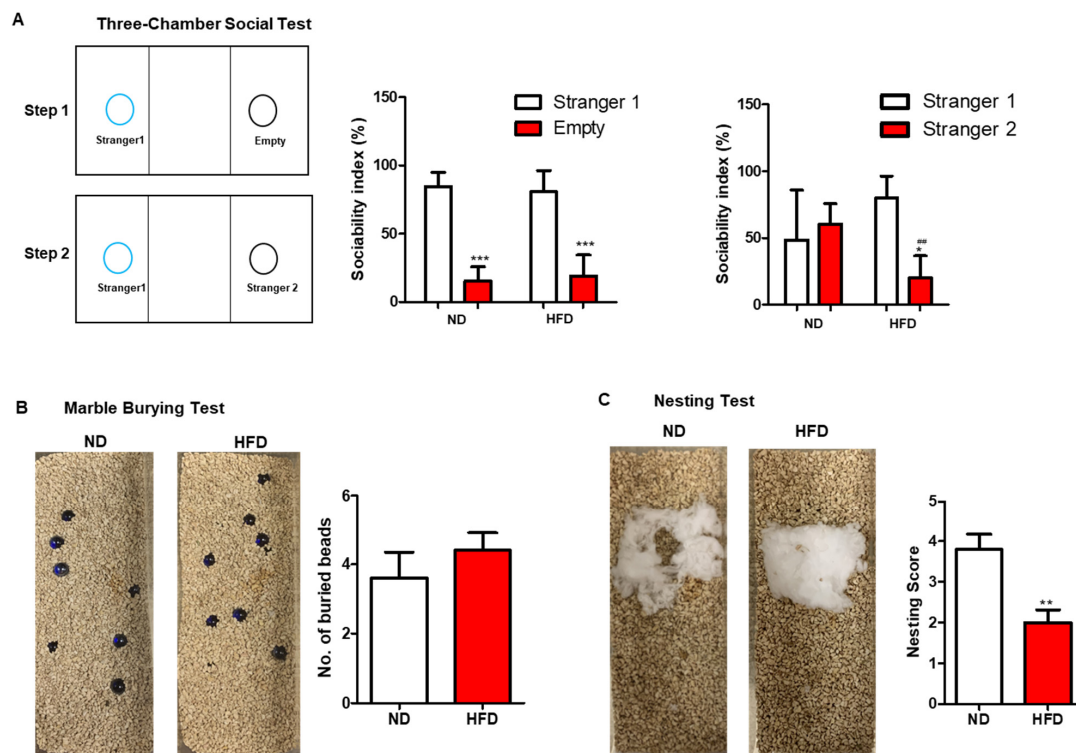 A
Three-Chamber Social Test
Step 1
Stranger1
Empty
Step 2
Stranger1
Stranger 2
Sociability index (%)
150
100
50
0
Stranger 1
Empty
***
***
ND
HFD
Sociability index (%)
150
100
50
0
Stranger 1
Stranger 2
##
*
ND
HFD
B
Marble Burying Test
ND
HFD
No. of buried beads
6
4
2
0
ND
HFD
C
Nesting Test
ND
HFD
Nesting Score
5
4
3
2
1
0
**
ND
HFD